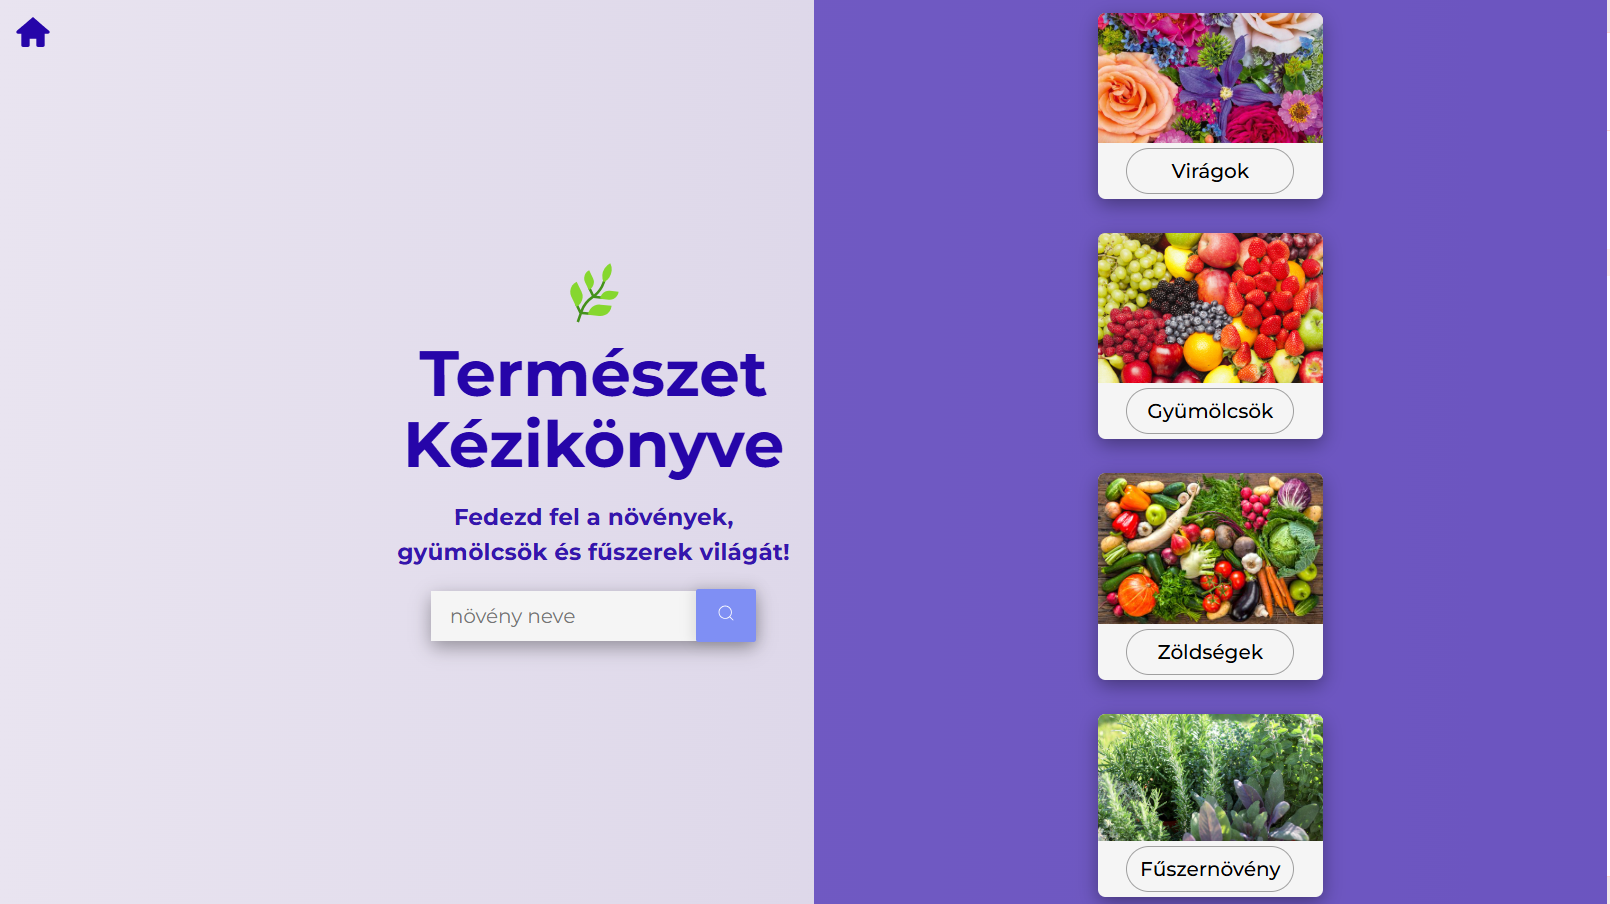 Természet
Kézikönyve
Fedezd fel a növények,
gyümölcsök és fűszerek világát!
növény neve
Virágok
Gyümölcsök
Zöldségek
Fűszernövény